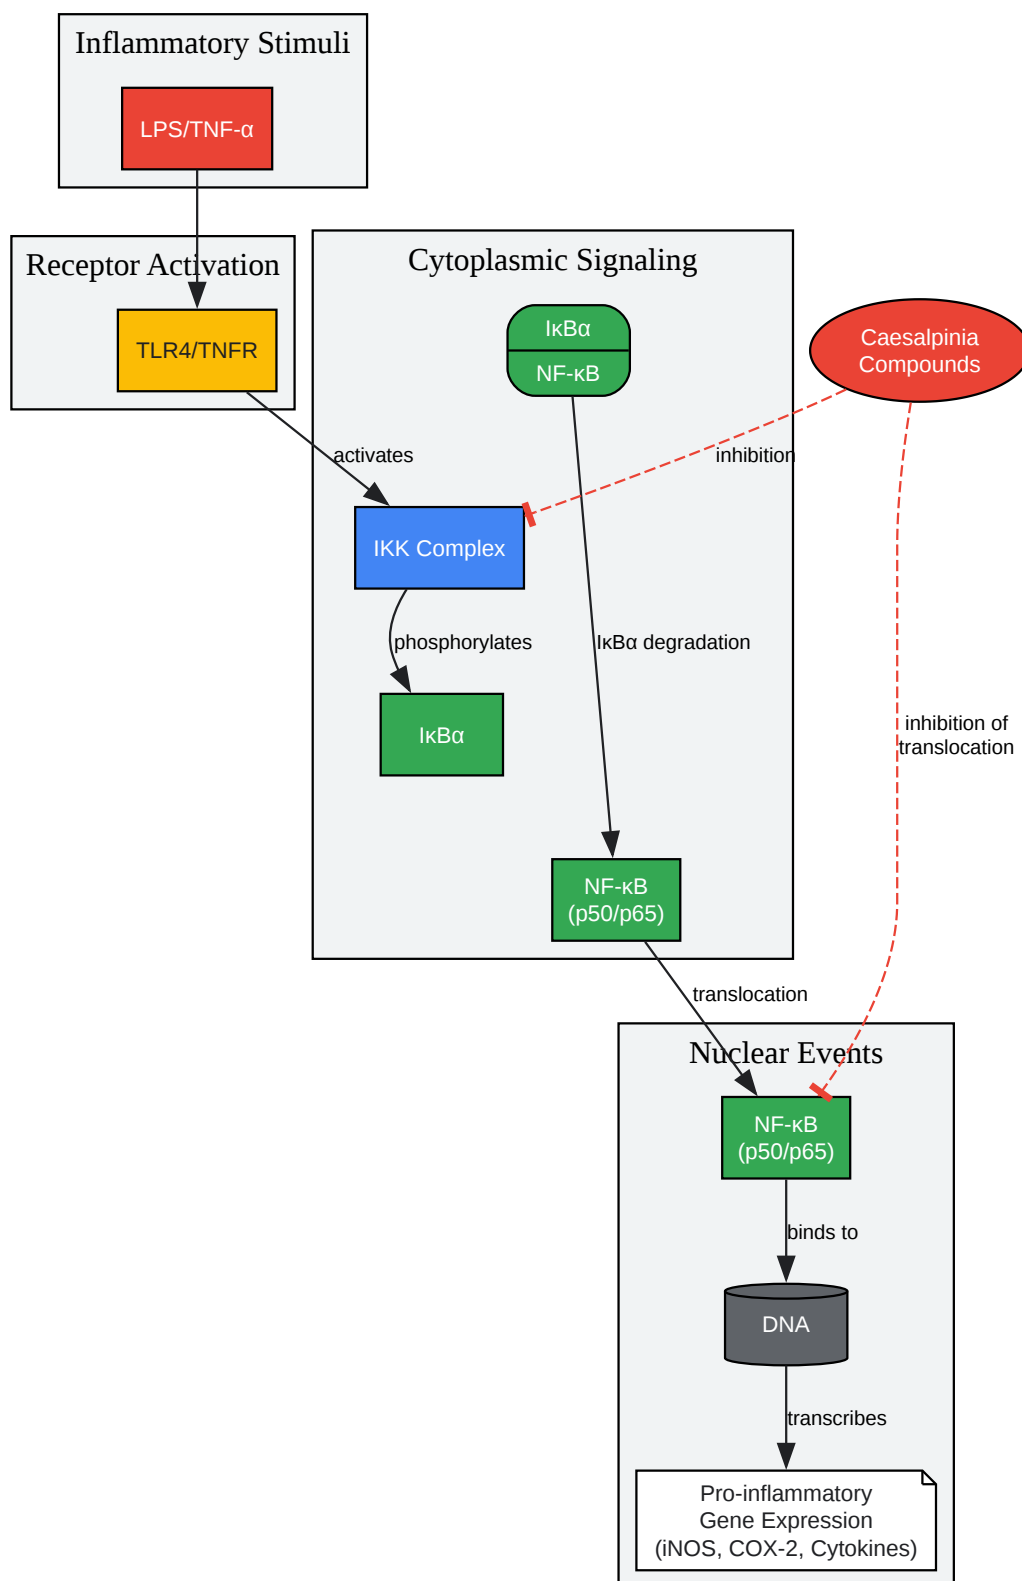 Inflammatory Stimuli
LPS/TNF-α
Receptor Activation
TLR4/TNFR
Cytoplasmic Signaling
IκBα
NF-κB
Caesalpinia
Compounds
activates
inhibition
IKK Complex
phosphorylates
IκBα degradation
IκBα
inhibition of
translocation
NF-κB
(p50/p65)
translocation
Nuclear Events
NF-κB
(p50/p65)
binds to
DNA
transcribes
Pro-inflammatory
Gene Expression
(iNOS, COX-2, Cytokines)